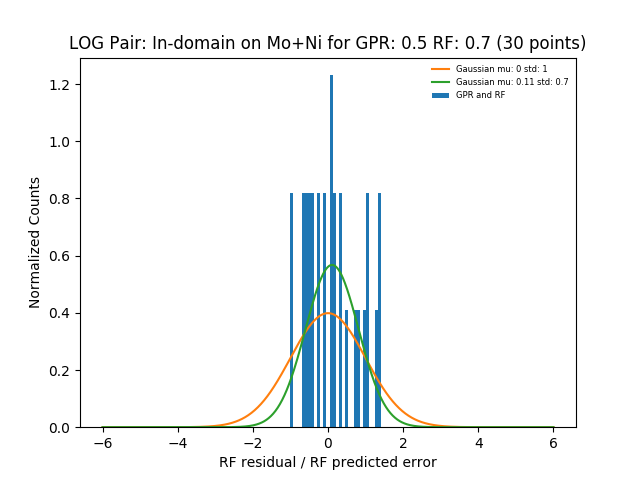 LOG Pair: In-domain on Mo+Ni for GPR: 0.5 RF: 0.7 (30 points)
Gaussian mu: 0 std: 1
Gaussian mu: 0.11 std: 0.7
GPR and RF
Normalized Counts
1.2
1.0
0.8
0.6
0.4
0.2
0.0
−6 −4 −2 0 2 4 6
RF residual / RF predicted error